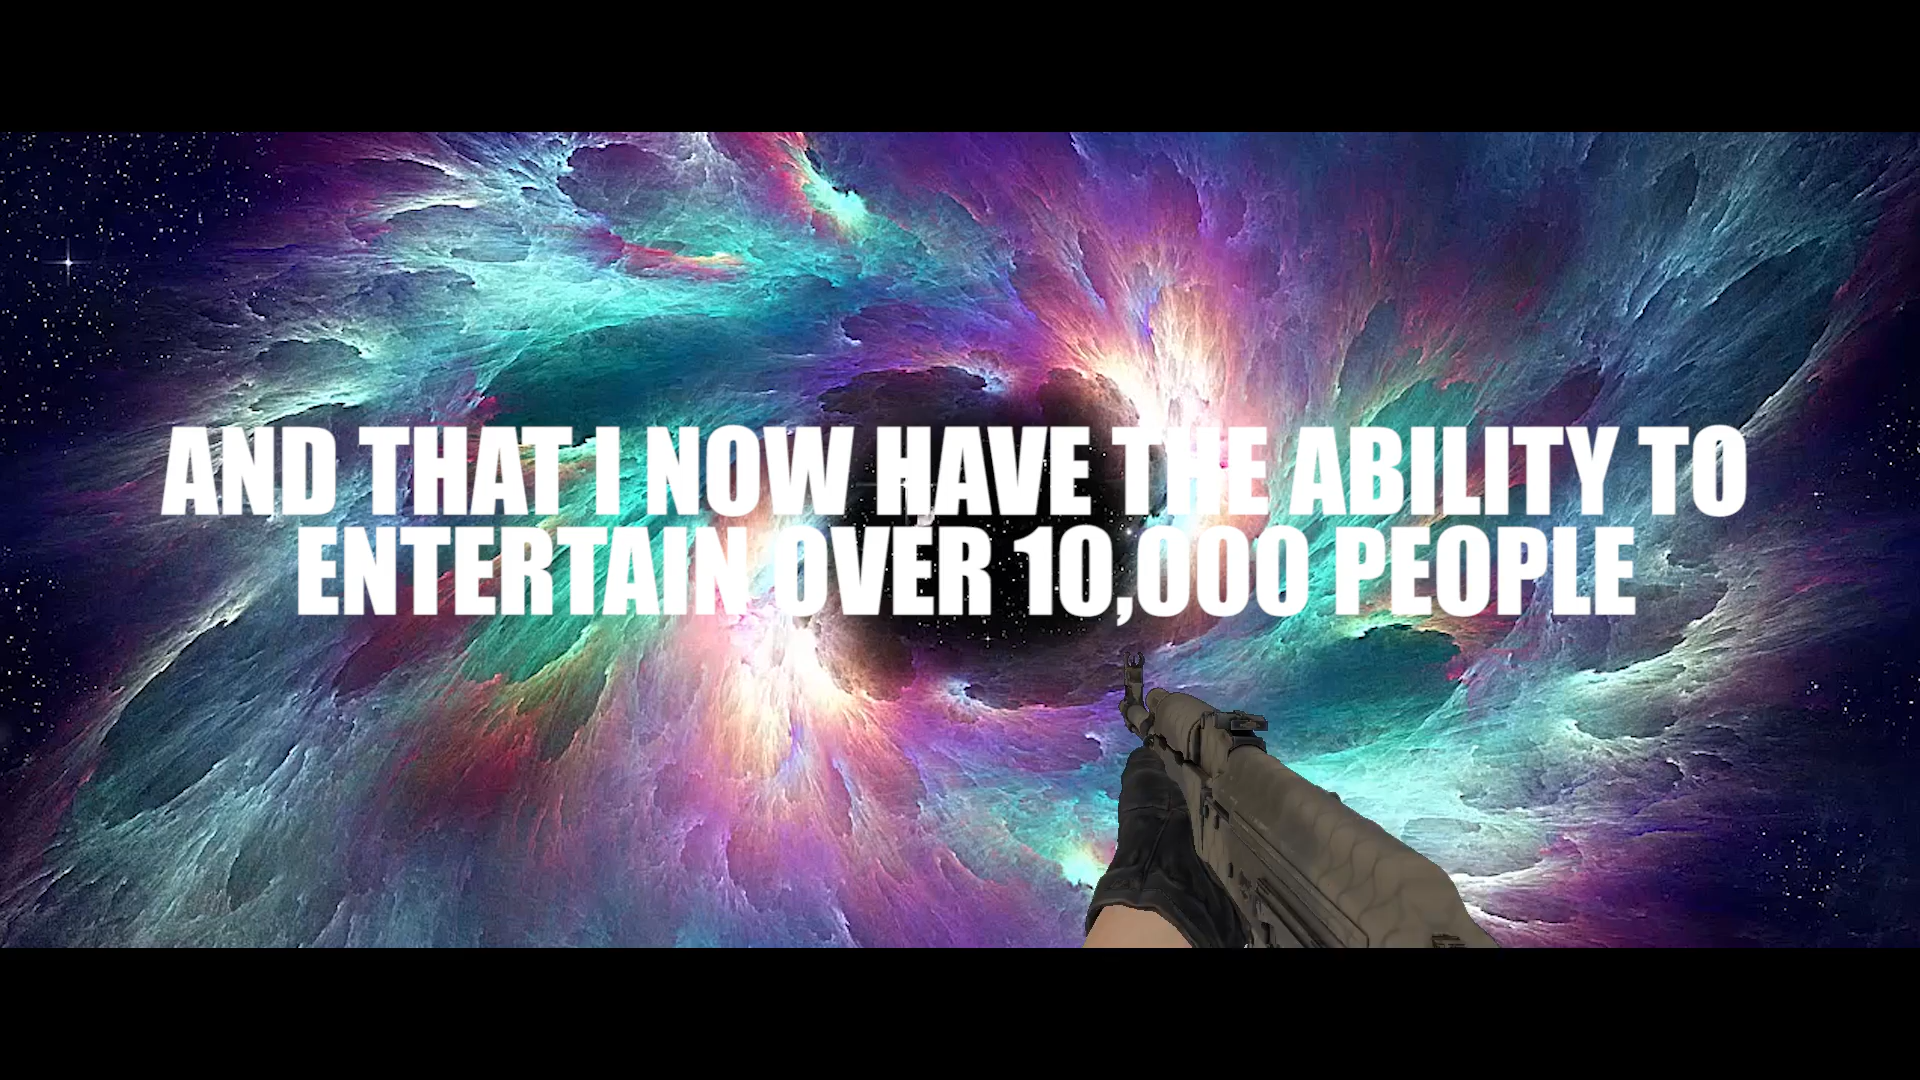 AND THAT I NOW HAVE THE ABILITY TO
ENTERTAIN OVER 10,000 PEOPLE